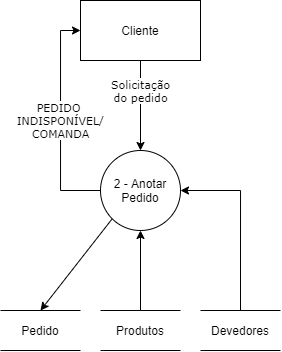 Cliente
Solicitação
do pedido
PEDIDO
INDISPONÍVEL/
COMANDA
2 - Anotar
Pedido
Pedido
Produtos
Devedores